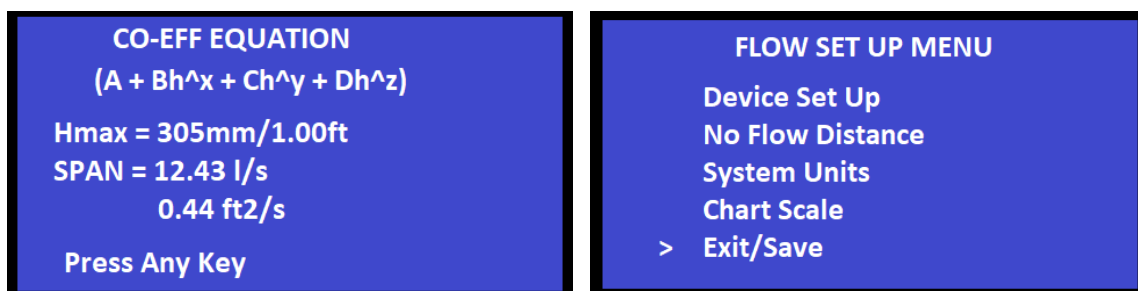 CO-EFF EQUATION
(A + Bh^x + Ch^y + Dh^z)
Hmax = 305mm/1.00ft
SPAN = 12.43 l/s
0.44 ft2/s
Press Any Key
FLOW SET UP MENU
Device Set Up
No Flow Distance
System Units
Chart Scale
> Exit/Save